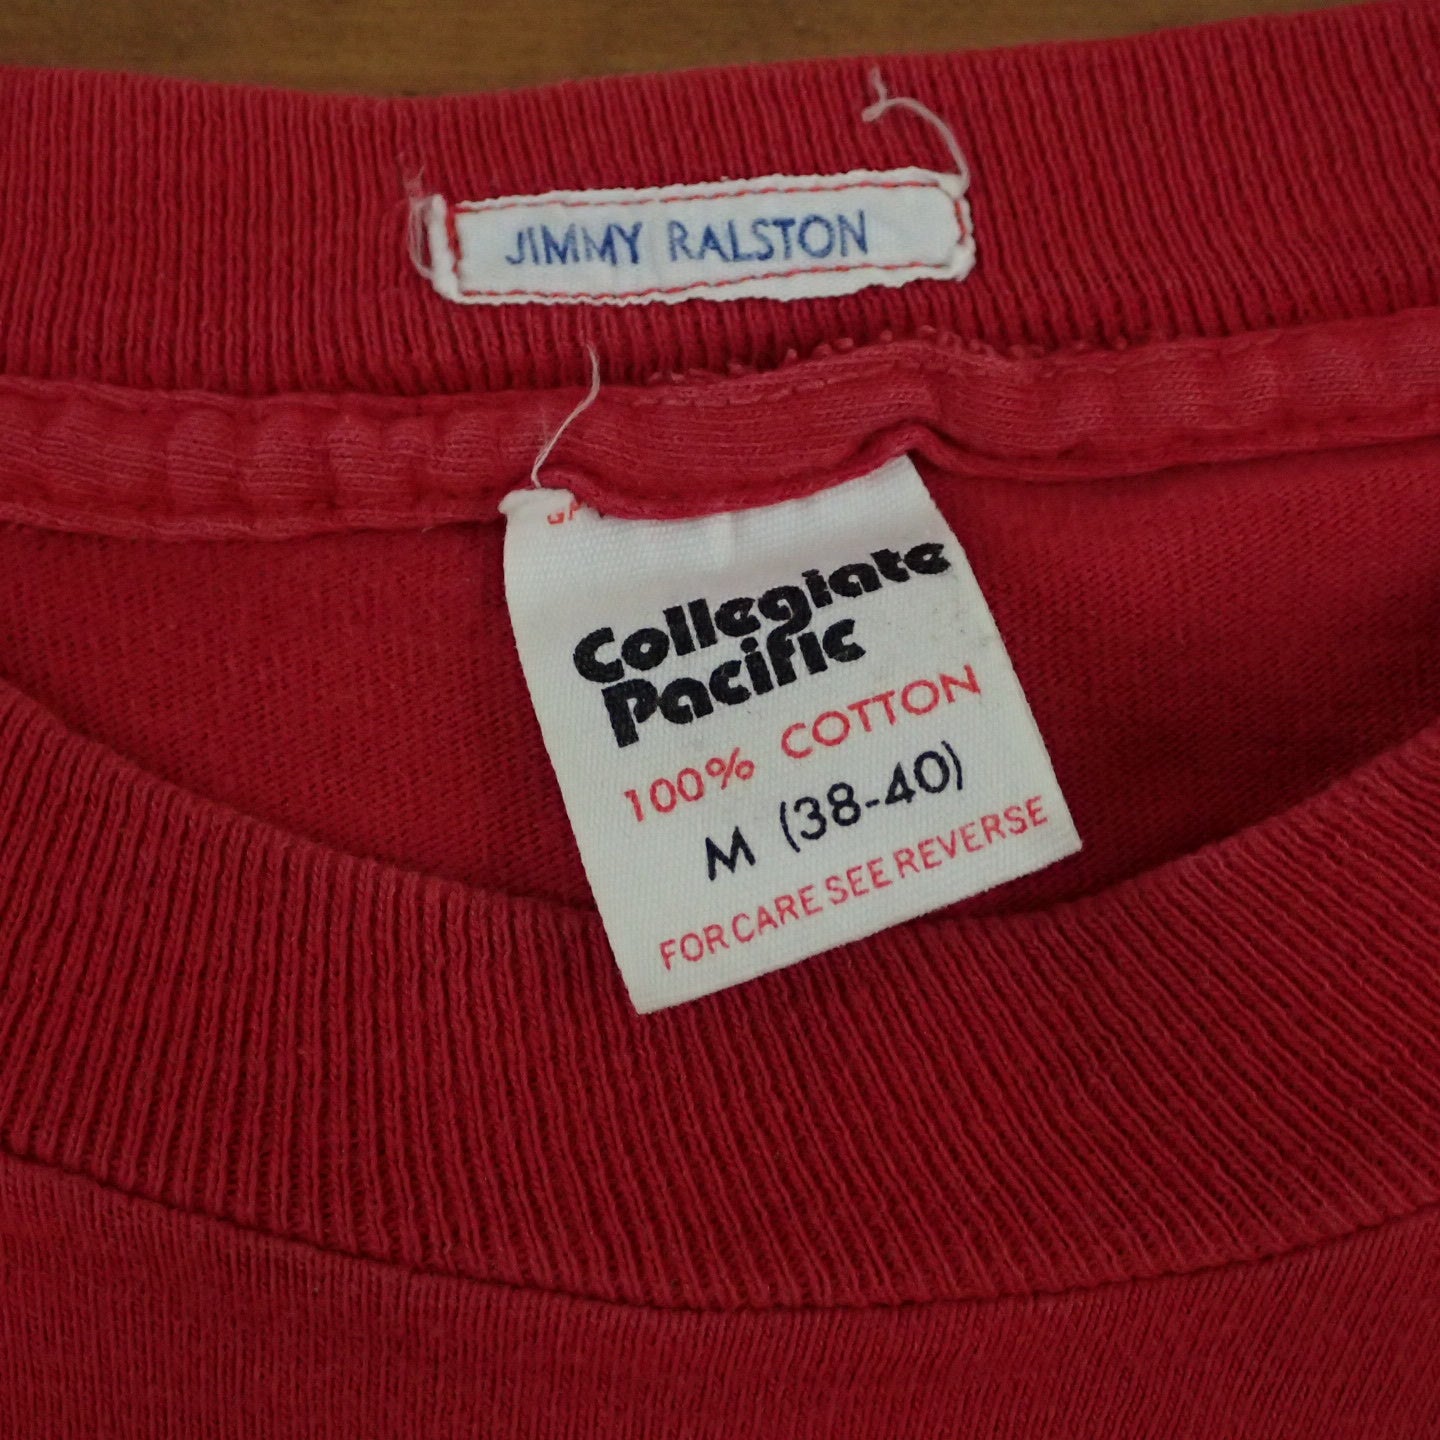 JIMMY RALSTON
Collegiate
Pacific
100% COTTON
M (38-40)
FOR CARE SEE REVERSE